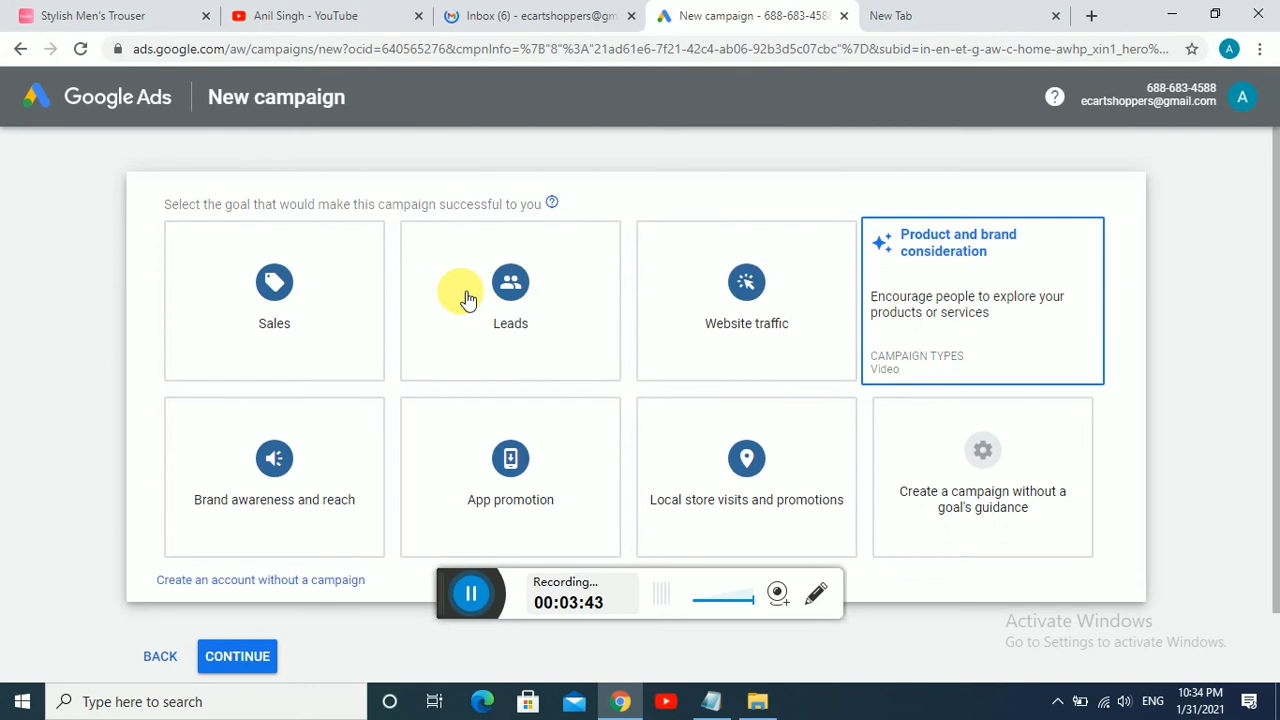 Stylish Men's Trouser
Anil Singh - YouTube
Inbox (6) - ecartshoppers@gm
New campaign - 688-683-4588
New Tab
ads.google.com/aw/campaigns/new?ocid=640565276&cmpnInfo=%7B"8"%3A"21ad61e6-7f21-42c4-ab06-92b3d5c07cbc"%7D&subid=in-en-et-g-aw-c-home-awhp_xin1_hero%...
A
Google Ads
New campaign
688-683-4588
ecartshoppers@gmail.com
A
Select the goal that would make this campaign successful to you
Sales
Leads
Website traffic
Product and brand
consideration
Encourage people to explore your
products or services
CAMPAIGN TYPES
Video
Brand awareness and reach
App promotion
Local store visits and promotions
Create a campaign without a
goal's guidance
Create an account without a campaign
Recording...
00:03:43
Activate Windows
Go to Settings to activate Windows.
BACK
CONTINUE
Type here to search
ENG
10:34 PM
1/31/2021